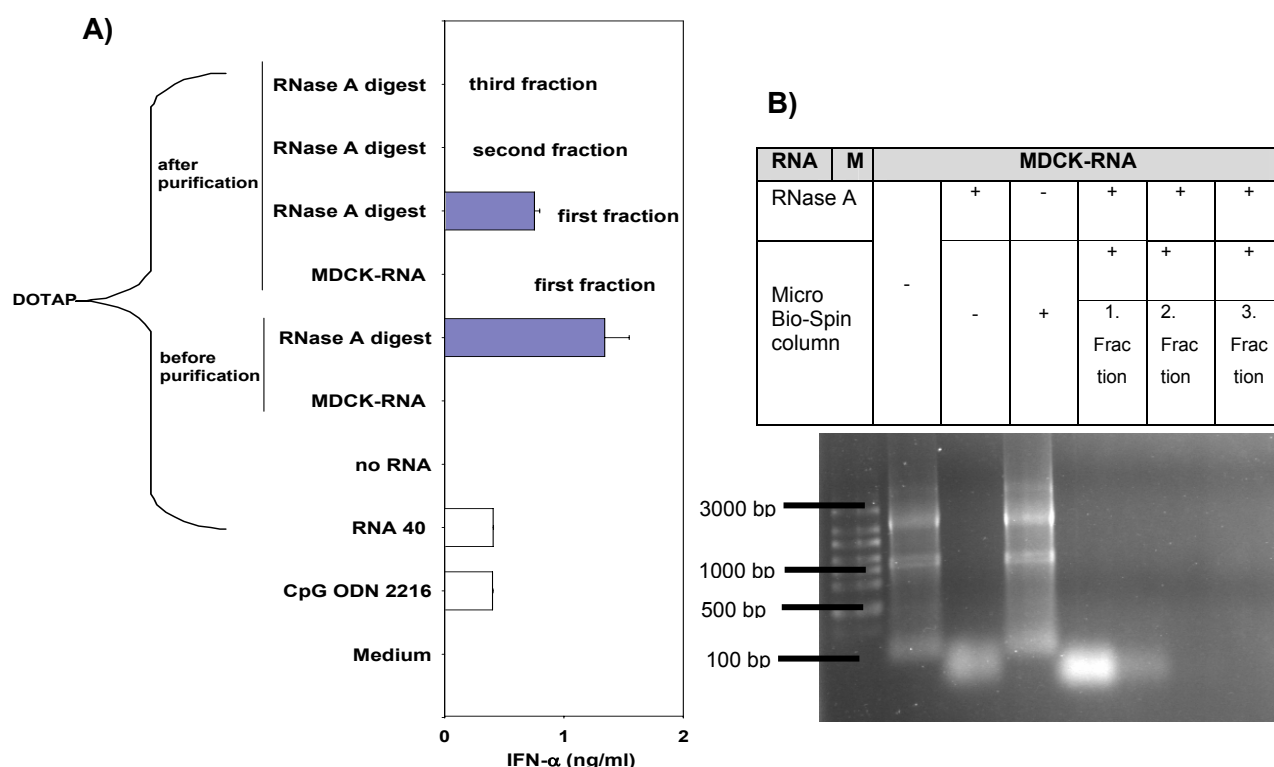 A)
DOTAP
after
purification
before
purification
RNase A digest third fraction
RNase A digest second fraction
RNase A digest first fraction
MDCK-RNA first fraction
RNase A digest
MDCK-RNA
no RNA
RNA 40
CpG ODN 2216
Medium
0 1 2
IFN-α (ng/ml)
B)
RNA M MDCK-RNA
RNase A + - + + +
-
Micro
Bio-Spin
column
- + + + +
1. 2. 3.
Frac Frac Frac
tion tion tion
3000 bp
1000 bp
500 bp
100 bp